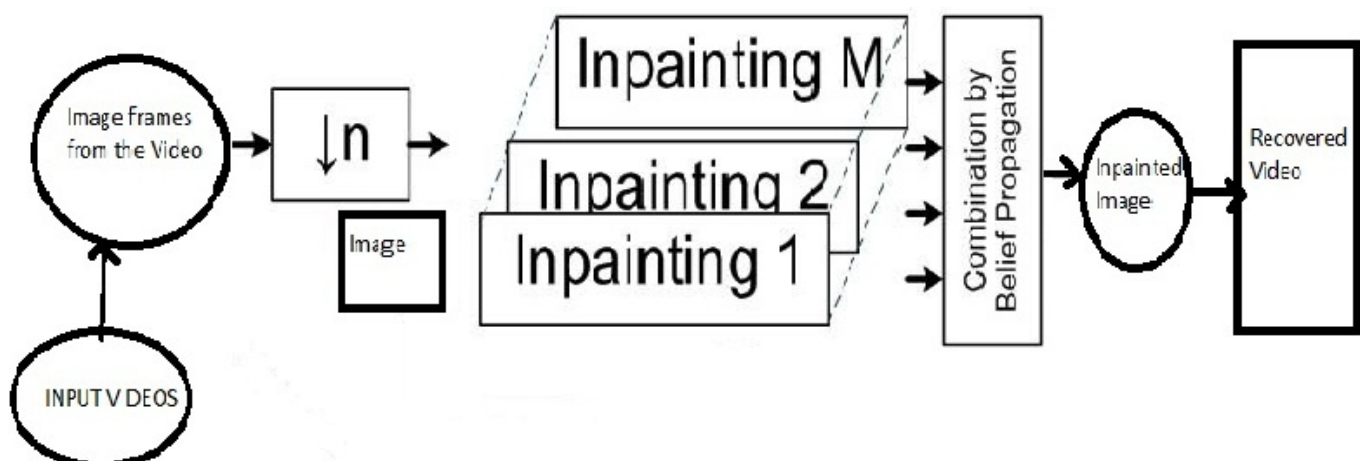 Image Frames
from the Video
↓n
Image
Inpainting M
Inpainting 2
Inpainting 1
Combination by
Belief Propagation
Inpainted
Image
Recovered
Video
INPUT V DEOS